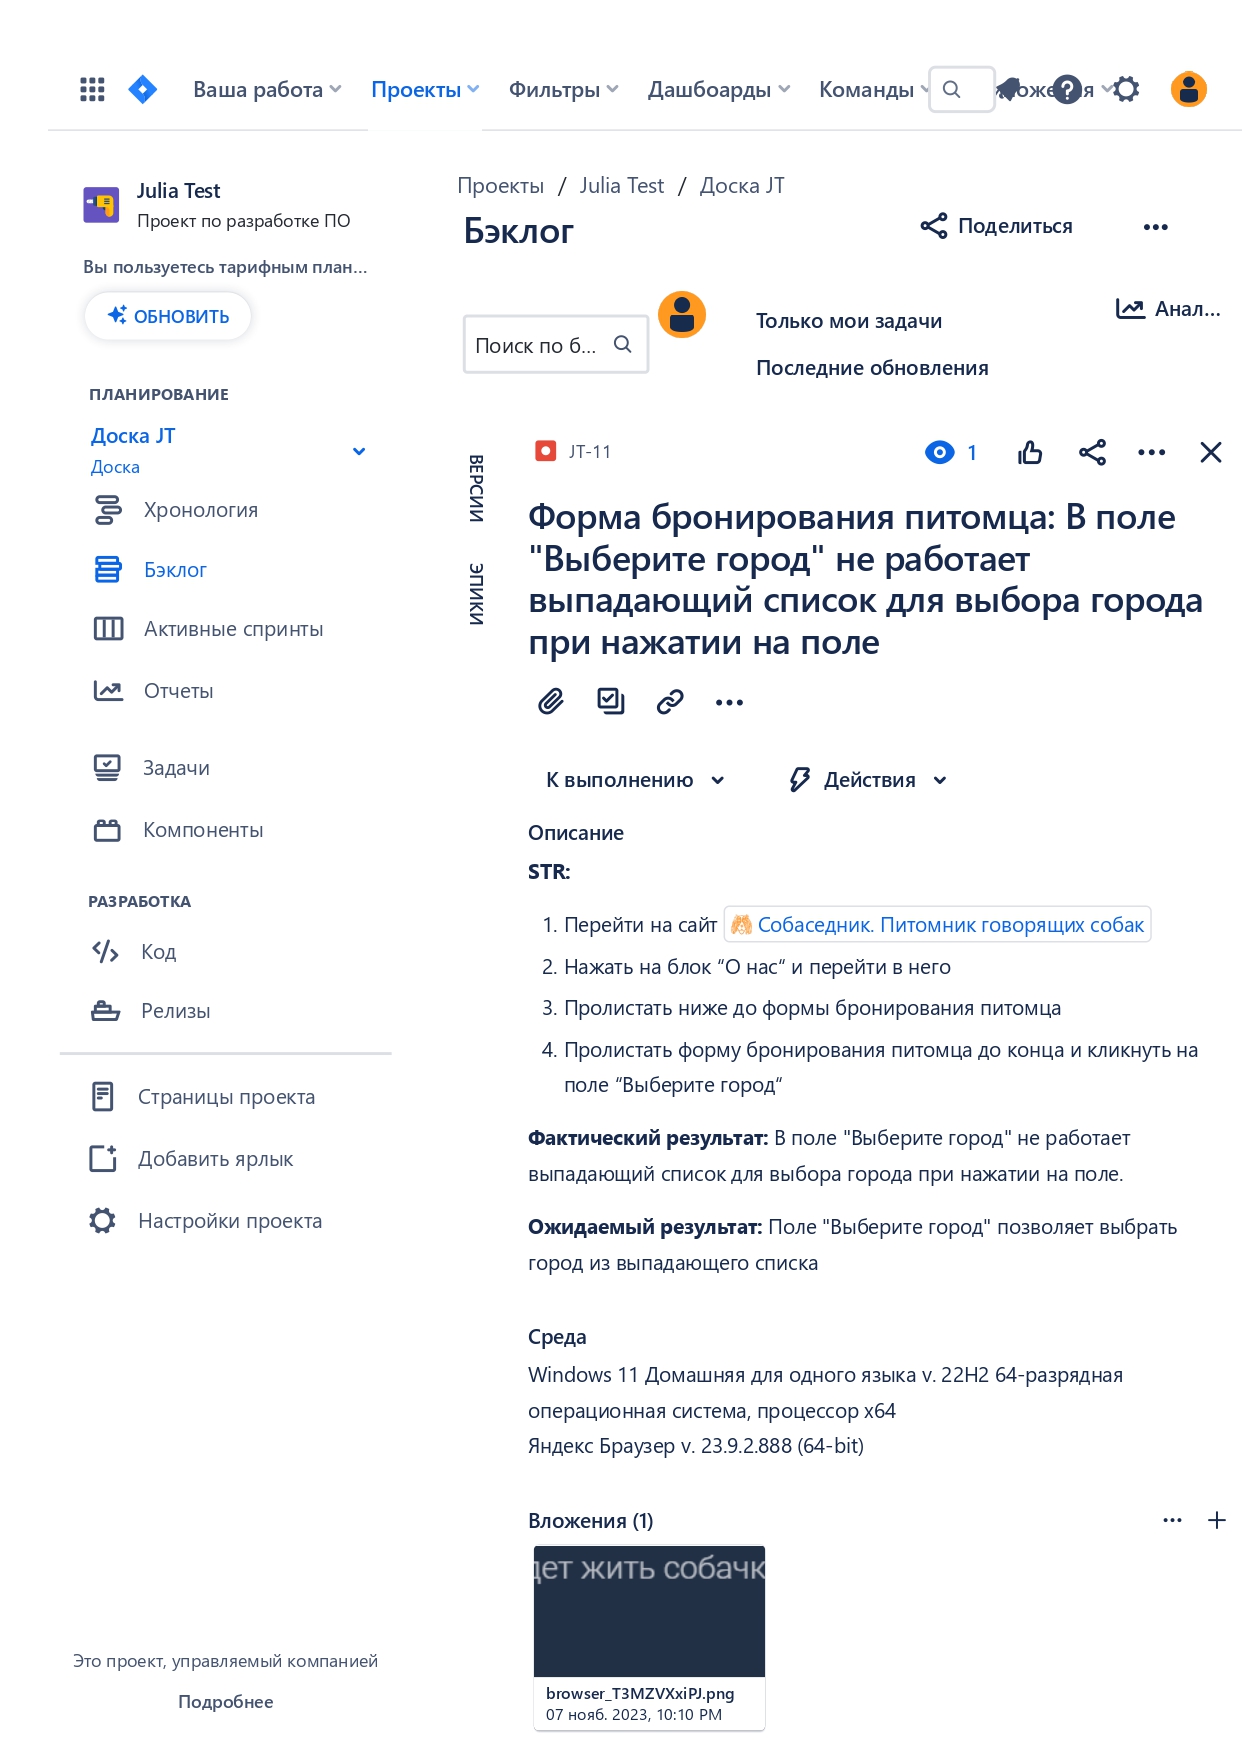 Ваша работа
Проекты
Фильтры
Дашборды
Команды
Julia Test
Проект по разработке ПО
Вы пользуетесь тарифным план...
ОБНОВИТЬ
ПЛАНИРОВАНИЕ
Доска JT
Доска
Хронология
Бэклог
Активные спринты
Отчеты
Задачи
Компоненты
РАЗРАБОТКА
Код
Релизы
Страницы проекта
Добавить ярлык
Настройки проекта
Это проект, управляемый компанией
Подробнее
Проекты / Julia Test / Доска JT
Бэклог
Поделиться
Поиск по б...
Только мои задачи
Последние обновления
Анал...
ВЕРСИИ
ЭПИКИ
JT-11
1
Форма бронирования питомца: В поле
"Выберите город" не работает
выпадающий список для выбора города
при нажатии на поле
К выполнению
Действия
Описание
STR:
1. Перейти на сайт Собаседник. Питомник говорящих собак
2. Нажать на блок “О нас“ и перейти в него
3. Пролистать ниже до формы бронирования питомца
4. Пролистать форму бронирования питомца до конца и кликнуть на
поле “Выберите город“
Фактический результат: В поле "Выберите город" не работает
выпадающий список для выбора города при нажатии на поле.
Ожидаемый результат: Поле "Выберите город" позволяет выбрать
город из выпадающего списка
Среда
Windows 11 Домашняя для одного языка v. 22H2 64-разрядная
операционная система, процессор x64
Яндекс Браузер v. 23.9.2.888 (64-bit)
Вложения (1)
дет жить собачк
browser_T3MZVXxiPJ.png
07 нояб. 2023, 10:10 PM